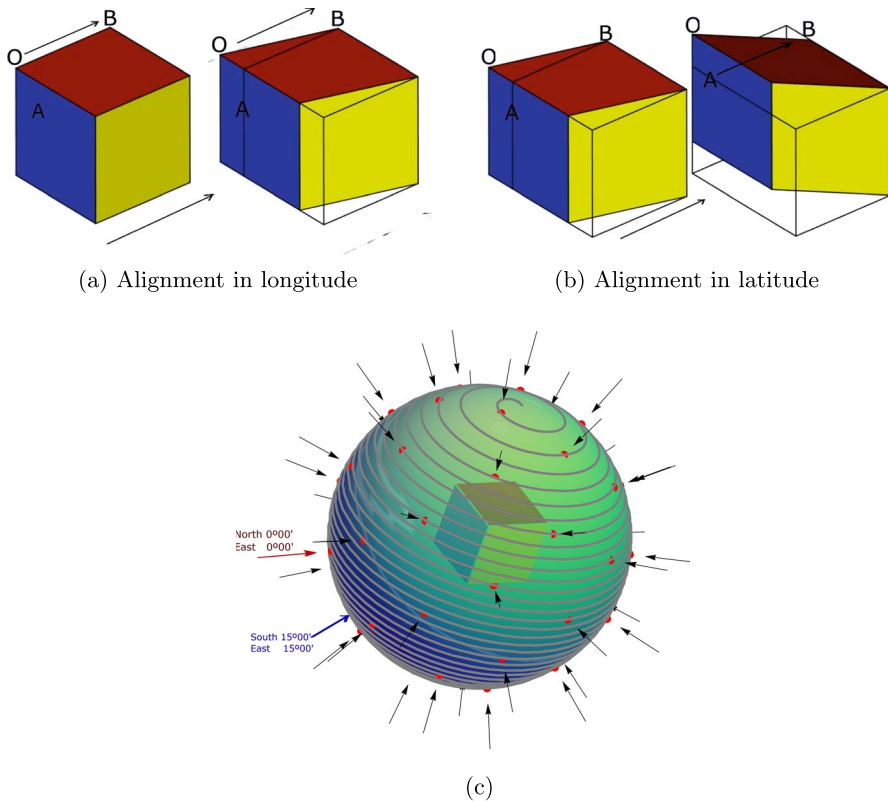 O B
A
O B
A
O B
A
O B
A
(a) Alignment in longitude
(b) Alignment in latitude
North 0º00'
East 0º00'
South 15º00'
East 15º00'
(c)